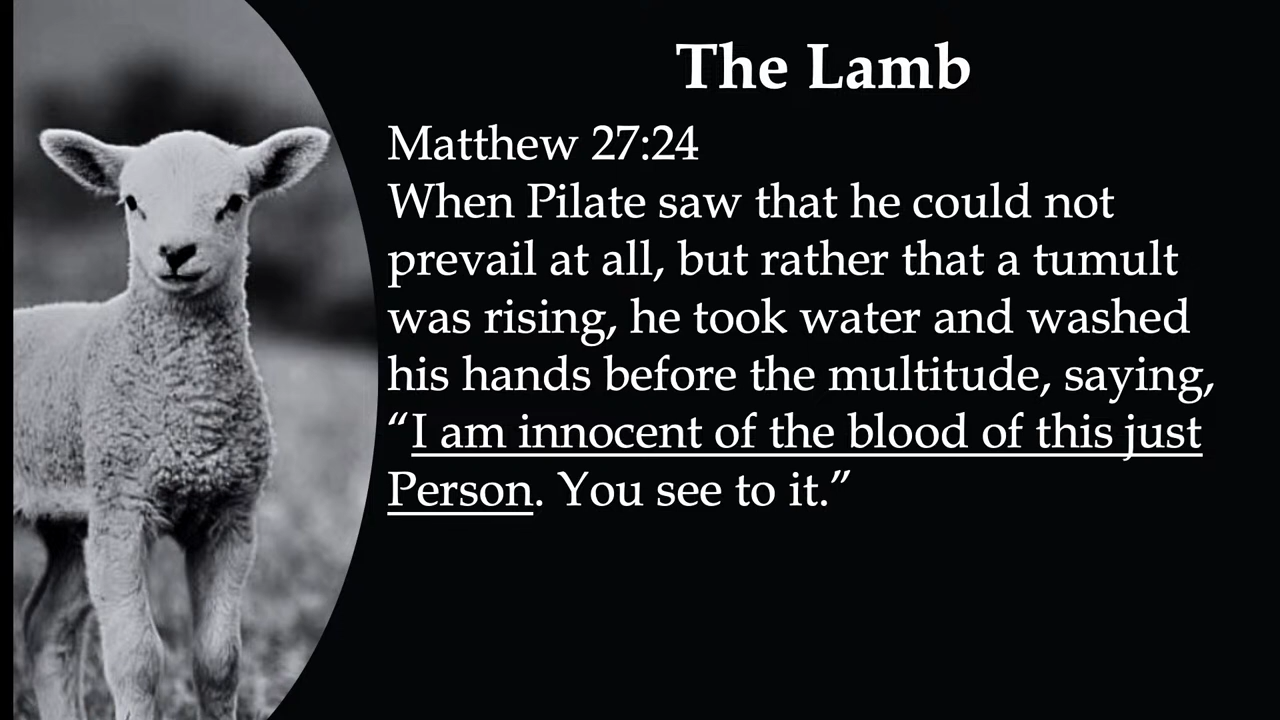 The Lamb
Matthew 27:24
When Pilate saw that he could not
prevail at all, but rather that a tumult
was rising, he took water and washed
his hands before the multitude, saying,
“I am innocent of the blood of this just
Person. You see to it.”